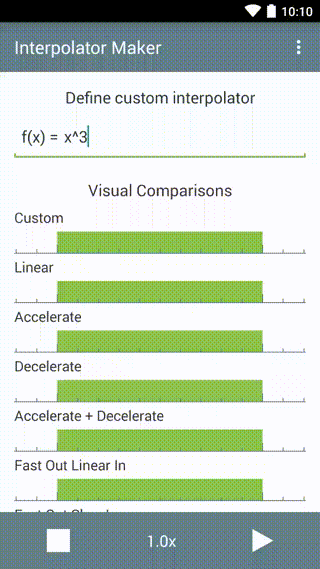 10:10
Interpolator Maker
Define custom interpolator
f(x) = x^3
Visual Comparisons
Custom
Linear
Accelerate
Decelerate
Accelerate + Decelerate
Fast Out Linear In
1.0x